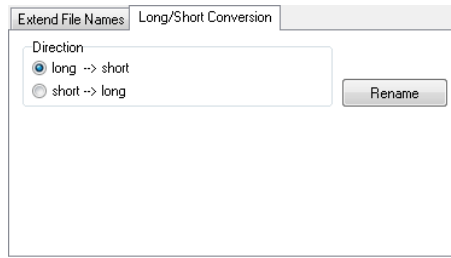 Extend File Names Long/Short Conversion
Direction
long --> short
short --> long
Rename